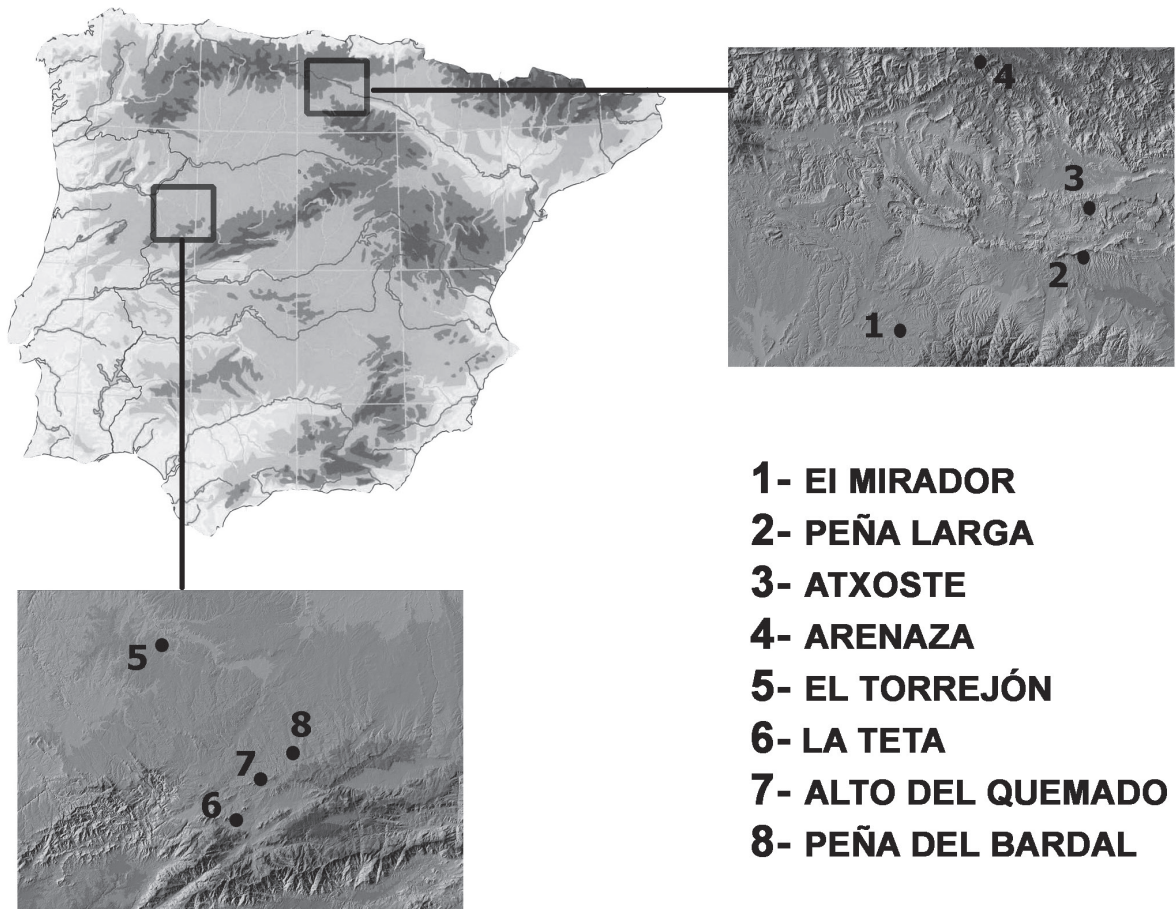 4
3
2
1
1- El MIRADOR
2- PEÑA LARGA
3- ATXOSTE
4- ARENAZA
5- EL TORREJÓN
6- LA TETA
7- ALTO DEL QUEMADO
8- PEÑA DEL BARDAL
5
8
7
6